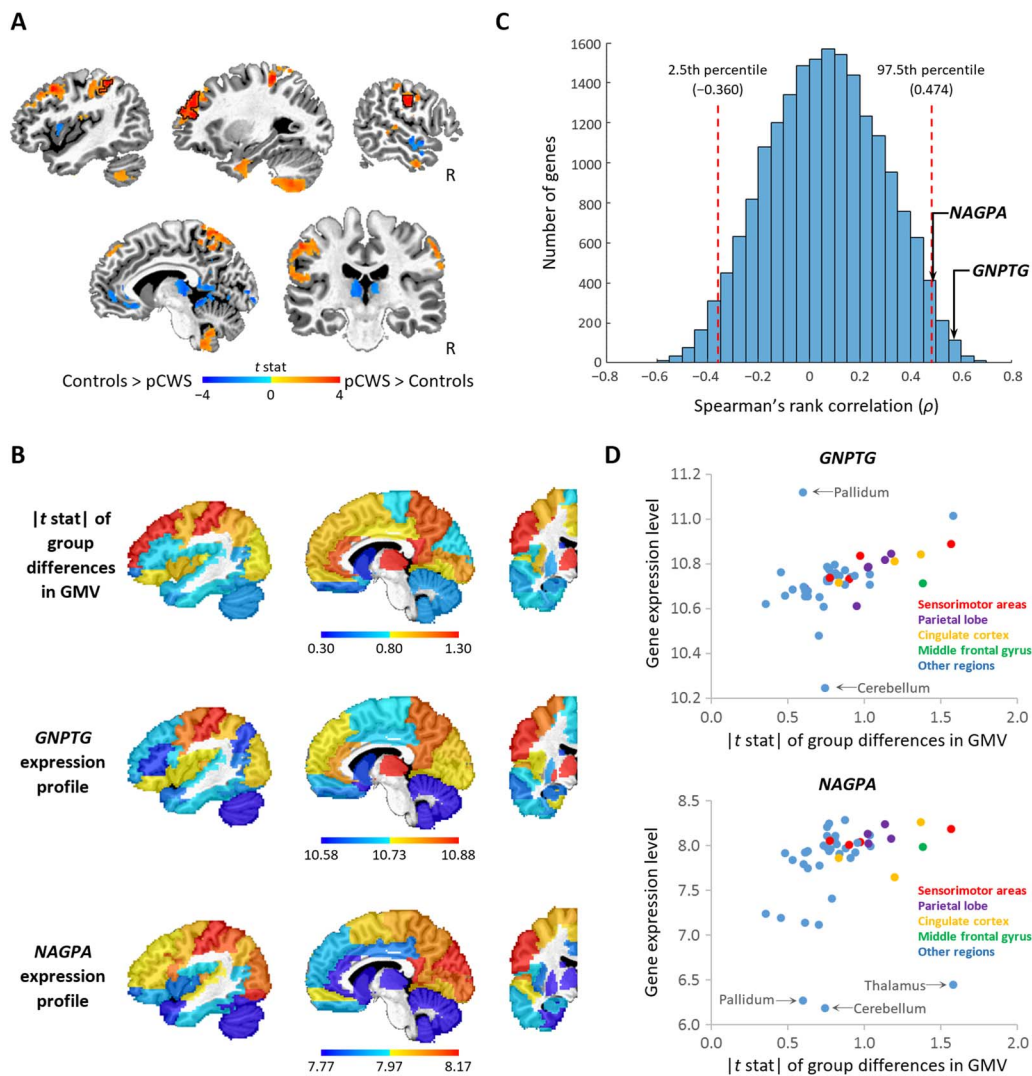 A
R
R
t stat
Controls > pCWS
pCWS > Controls
−4 0 4
B
|t stat| of
group
differences
in GMV
0.30 0.80 1.30
GNPTG
expression
profile
10.58 10.73 10.88
NAGPA
expression
profile
7.77 7.97 8.17
C
1600
1400
1200
1000
800
600
400
200
0
Number of genes
2.5th percentile
(−0.360)
97.5th percentile
(0.474)
NAGPA
GNPTG
−0.8 −0.6 −0.4 −0.2 0 0.2 0.4 0.6 0.8
Spearman's rank correlation (ρ)
D
GNPTG
11.2
11.0
10.8
10.6
10.4
10.2
Gene expression level
Pallidum
Cerebellum
Sensorimotor areas
Parietal lobe
Cingulate cortex
Middle frontal gyrus
Other regions
0.0 0.5 1.0 1.5 2.0
|t stat| of group differences in GMV
NAGPA
8.5
8.0
7.5
7.0
6.5
6.0
Gene expression level
Sensorimotor areas
Parietal lobe
Cingulate cortex
Middle frontal gyrus
Other regions
Thalamus
Pallidum
Cerebellum
0.0 0.5 1.0 1.5 2.0
|t stat| of group differences in GMV